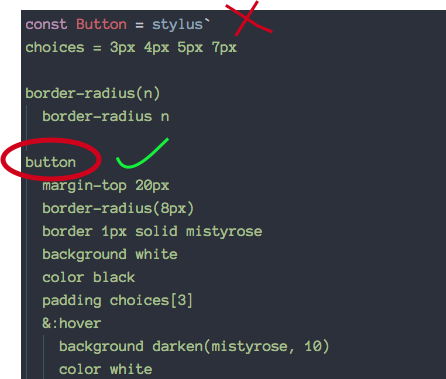 const Button = stylus`
choices = 3px 4px 5px 7px
border-radius(n)
border-radius n
button
margin-top 20px
border-radius(8px)
border 1px solid mistyrose
background white
color black
padding choices[3]
&:hover
background darken(mistyrose, 10)
color white